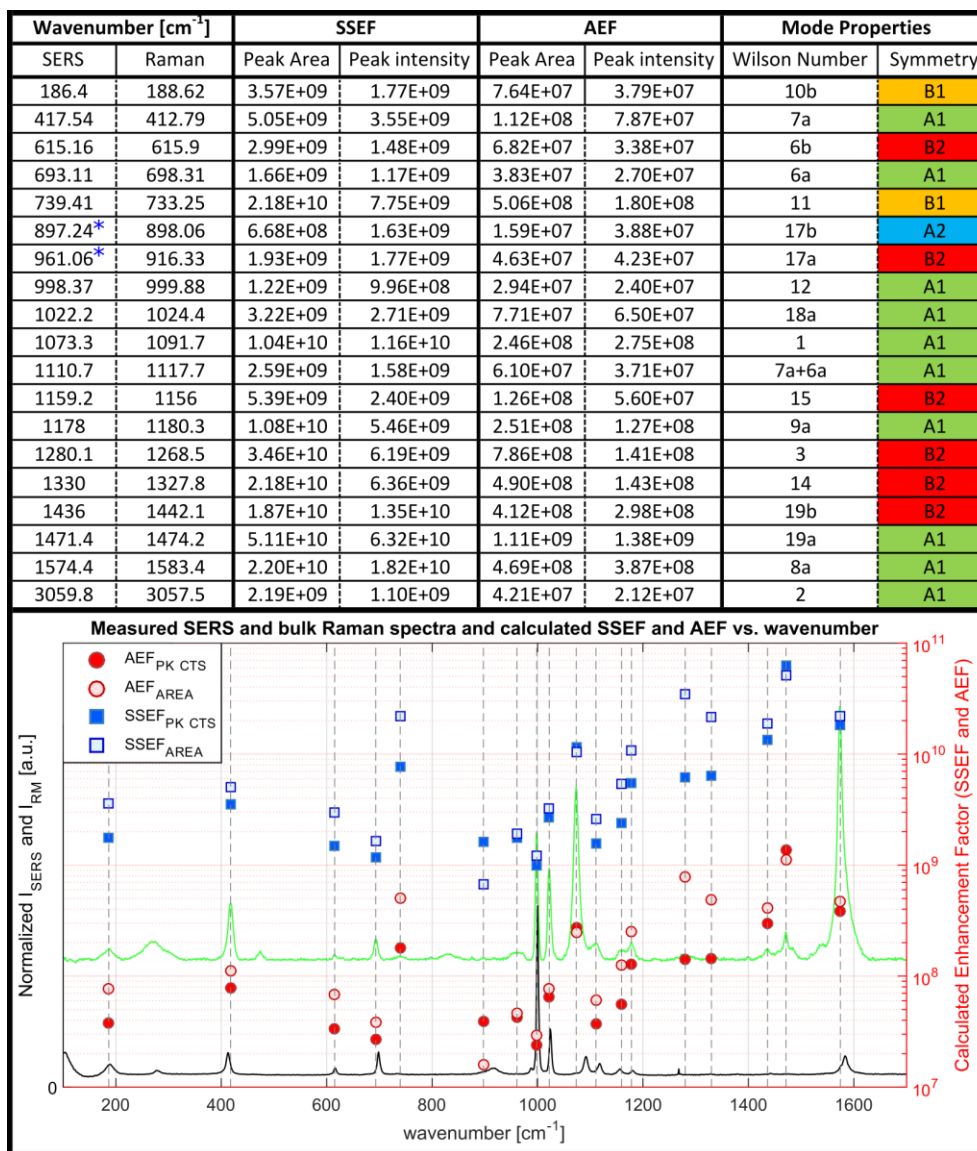 Wavenumber [cm⁻¹] SSEF AEF Mode Properties
SERS Raman Peak Area Peak intensity Peak Area Peak intensity Wilson Number Symmetry
186.4 188.62 3.57E+09 1.77E+09 7.64E+07 3.79E+07 10b B1
417.54 412.79 5.05E+09 3.55E+09 1.12E+08 7.87E+07 7a A1
615.16 615.9 2.99E+09 1.48E+09 6.82E+07 3.38E+07 6b B2
693.11 698.31 1.66E+09 1.17E+09 3.83E+07 2.70E+07 6a A1
739.41 733.25 2.18E+10 7.75E+09 5.06E+08 1.80E+08 11 B1
897.24* 898.06 6.68E+08 1.63E+09 1.59E+07 3.88E+07 17b A2
961.06* 916.33 1.93E+09 1.77E+09 4.63E+07 4.23E+07 17a B2
998.37 999.88 1.22E+09 9.96E+08 2.94E+07 2.40E+07 12 A1
1022.2 1024.4 3.22E+09 2.71E+09 7.71E+07 6.50E+07 18a A1
1073.3 1091.7 1.04E+10 1.16E+10 2.46E+08 2.75E+08 1 A1
1110.7 1117.7 2.59E+09 1.58E+09 6.10E+07 3.71E+07 7a+6a A1
1159.2 1156 5.39E+09 2.40E+09 1.26E+08 5.60E+07 15 B2
1178 1180.3 1.08E+10 5.46E+09 2.51E+08 1.27E+08 9a A1
1280.1 1268.5 3.46E+10 6.19E+09 7.86E+08 1.41E+08 3 B2
1330 1327.8 2.18E+10 6.36E+09 4.90E+08 1.43E+08 14 B2
1436 1442.1 1.87E+10 1.35E+10 4.12E+08 2.98E+08 19b B2
1471.4 1474.2 5.11E+10 6.32E+10 1.11E+09 1.38E+09 19a A1
1574.4 1583.4 2.20E+10 1.82E+10 4.69E+08 3.87E+08 8a A1
3059.8 3057.5 2.19E+09 1.10E+09 4.21E+07 2.12E+07 2 A1
Measured SERS and bulk Raman spectra and calculated SSEF and AEF vs. wavenumber
AEF PK CTS
AEF AREA
SSEF PK CTS
SSEF AREA
Normalized I SERS and I RM [a.u.]
0
10¹¹
10¹⁰
10⁹
10⁸
10⁷
Calculated Enhancement Factor (SSEF and AEF)
200 400 600 800 1000 1200 1400 1600
wavenumber [cm⁻¹]